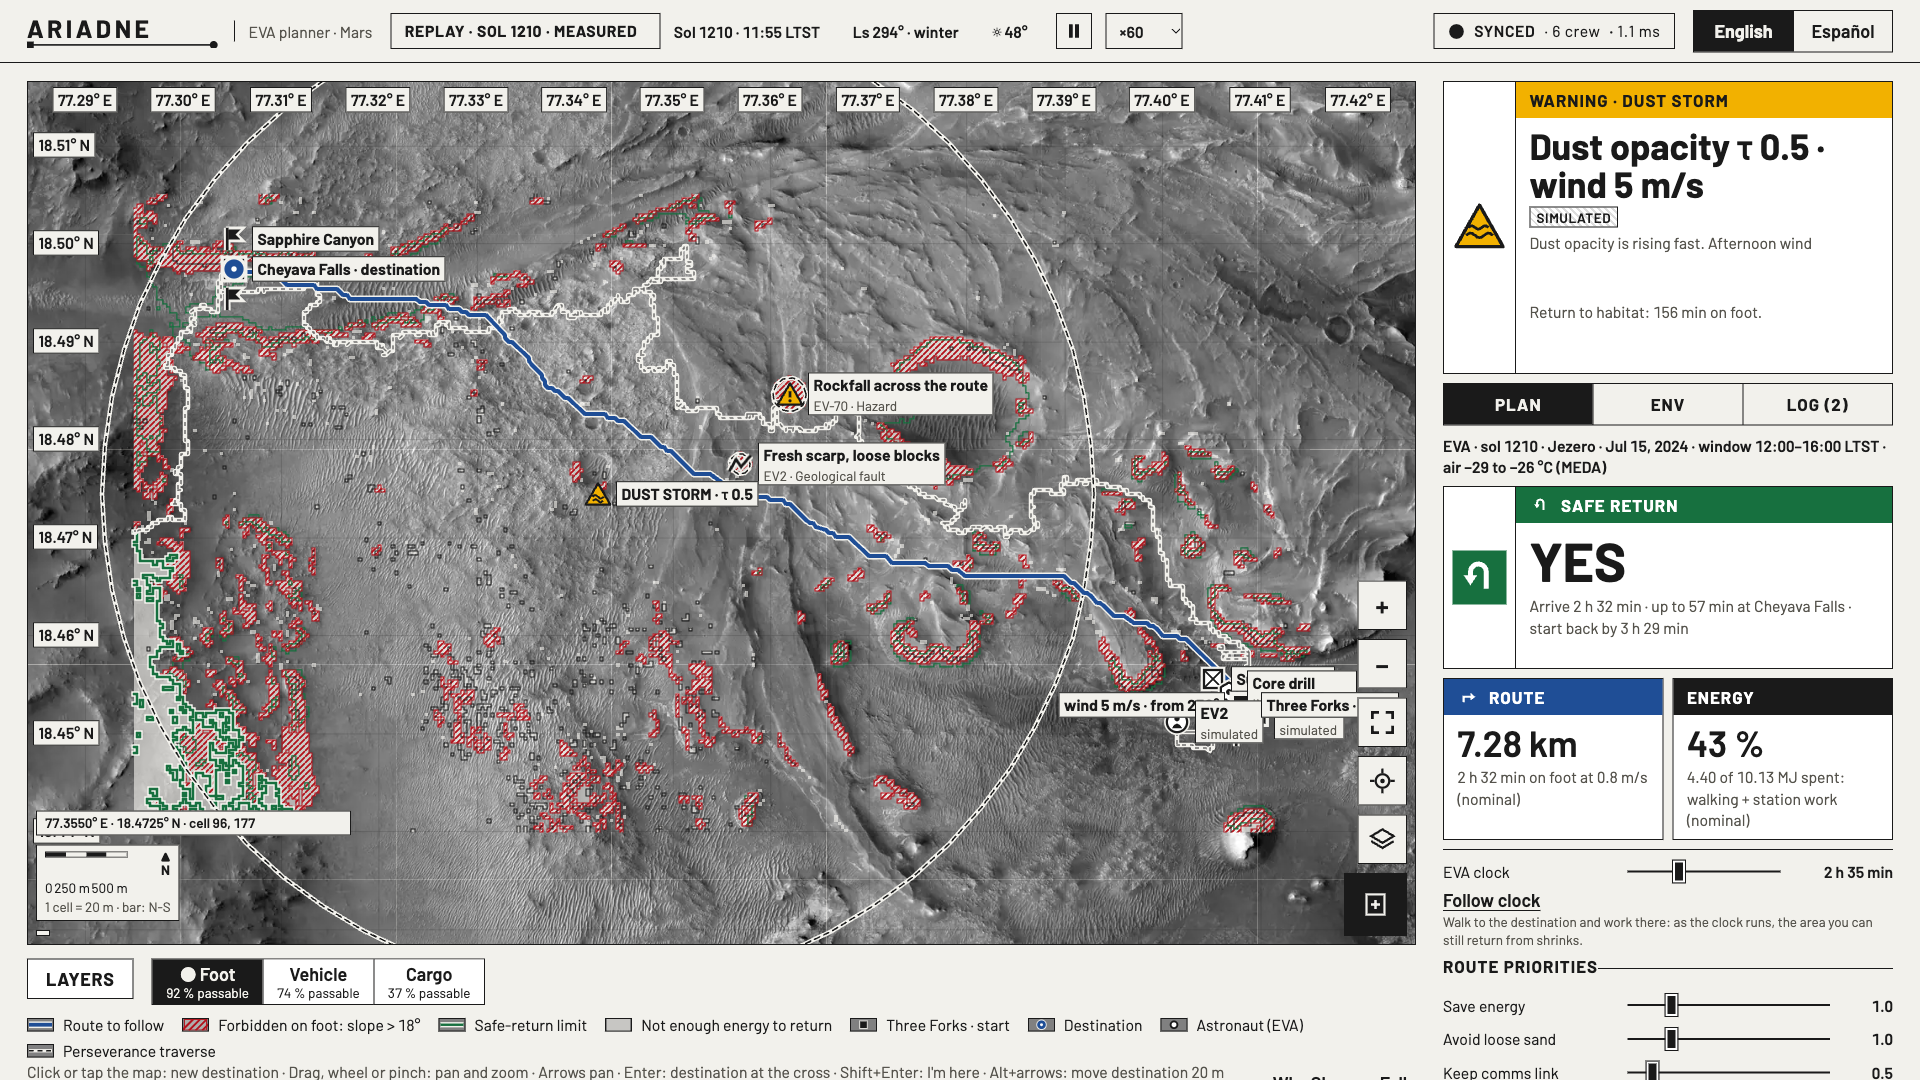 ARIADNE
EVA planner · Mars
REPLAY · SOL 1210 · MEASURED
Sol 1210 · 11:55 LTST
Ls 294° · winter
☼ 48°
×60
SYNCED · 6 crew · 1.1 ms
English
Español
77.29° E
77.30° E
77.31° E
77.32° E
77.33° E
77.34° E
77.35° E
77.36° E
77.37° E
77.38° E
77.39° E
77.40° E
77.41° E
77.42° E
18.51° N
18.50° N
18.49° N
18.48° N
18.47° N
18.46° N
18.45° N
Sapphire Canyon
Cheyava Falls · destination
Rockfall across the route
EV-70 · Hazard
Fresh scarp, loose blocks
EV2 · Geological fault
DUST STORM · τ 0.5
Core drill
wind 5 m/s · from 2
Three Forks ·
EV2
simulated
simulated
77.3550° E · 18.4725° N · cell 96, 177
N
0 250 m 500 m
1 cell = 20 m · bar: N-S
WARNING · DUST STORM
Dust opacity τ 0.5 ·
wind 5 m/s
SIMULATED
Dust opacity is rising fast. Afternoon wind
Return to habitat: 156 min on foot.
PLAN
ENV
LOG (2)
EVA · sol 1210 · Jezero · Jul 15, 2024 · window 12:00–16:00 LTST ·
air −29 to −26 °C (MEDA)
SAFE RETURN
YES
Arrive 2 h 32 min · up to 57 min at Cheyava Falls ·
start back by 3 h 29 min
ROUTE
7.28 km
2 h 32 min on foot at 0.8 m/s
(nominal)
ENERGY
43 %
4.40 of 10.13 MJ spent:
walking + station work
(nominal)
EVA clock
2 h 35 min
Follow clock
Walk to the destination and work there: as the clock runs, the area you can
still return from shrinks.
ROUTE PRIORITIES
Save energy
1.0
Avoid loose sand
1.0
Keep comms link
0.5
LAYERS
Foot
92 % passable
Vehicle
74 % passable
Cargo
37 % passable
Route to follow
Forbidden on foot: slope > 18°
Safe-return limit
Not enough energy to return
Three Forks · start
Destination
Astronaut (EVA)
Perseverance traverse
Click or tap the map: new destination · Drag, wheel or pinch: pan and zoom · Arrows pan · Enter: destination at the cross · Shift+Enter: I'm here · Alt+arrows: move destination 20 m